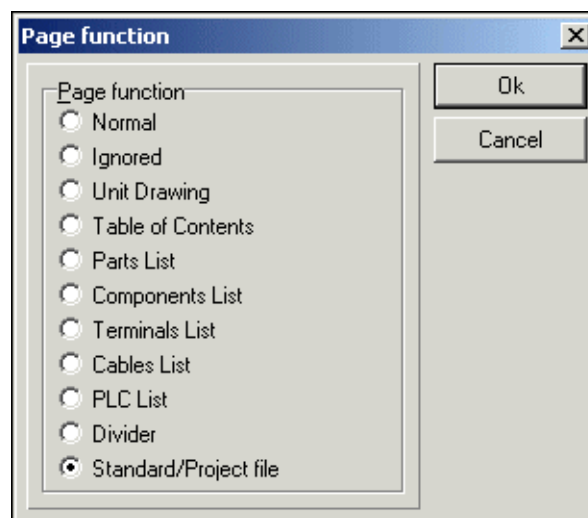 Page function
Page function
Normal
Ignored
Unit Drawing
Table of Contents
Parts List
Components List
Terminals List
Cables List
PLC List
Divider
Standard/Project file
Ok
Cancel